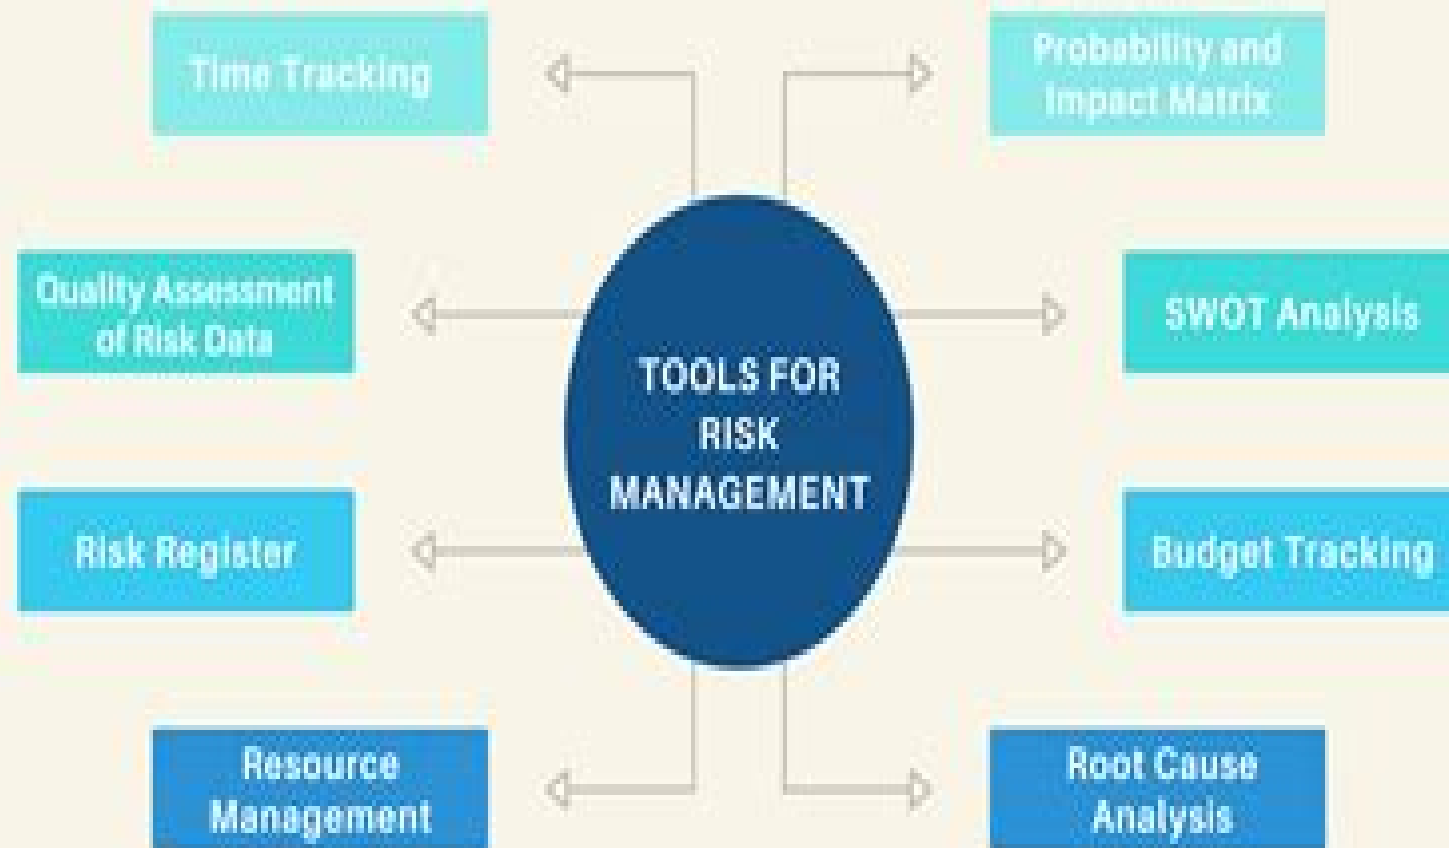 Time Tracking
Probability and
Impact Matrix
Quality Assessment
of Risk Data
SWOT Analysis
TOOLS FOR
RISK
MANAGEMENT
Risk Register
Budget Tracking
Resource
Management
Root Cause
Analysis